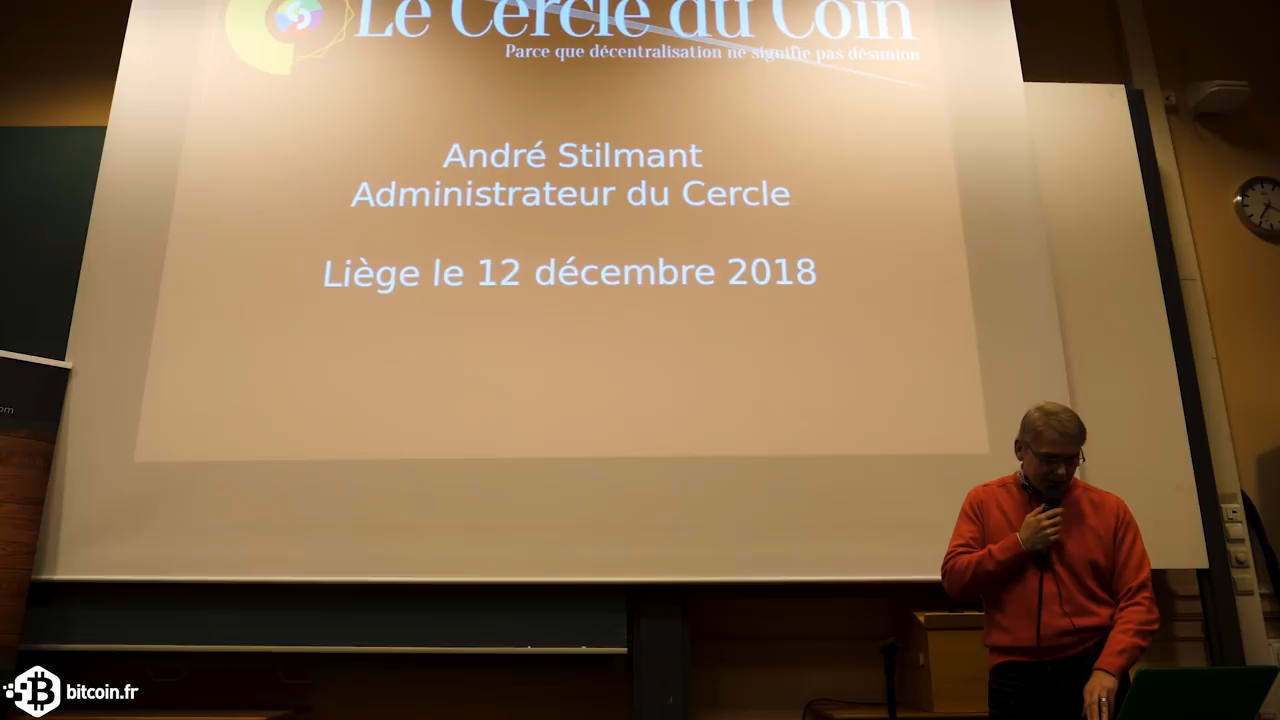 Le Cercle du Coin
Parce que décentralisation ne signifie pas désunion
André Stilmant
Administrateur du Cercle
Liège le 12 décembre 2018
om
bitcoin.fr